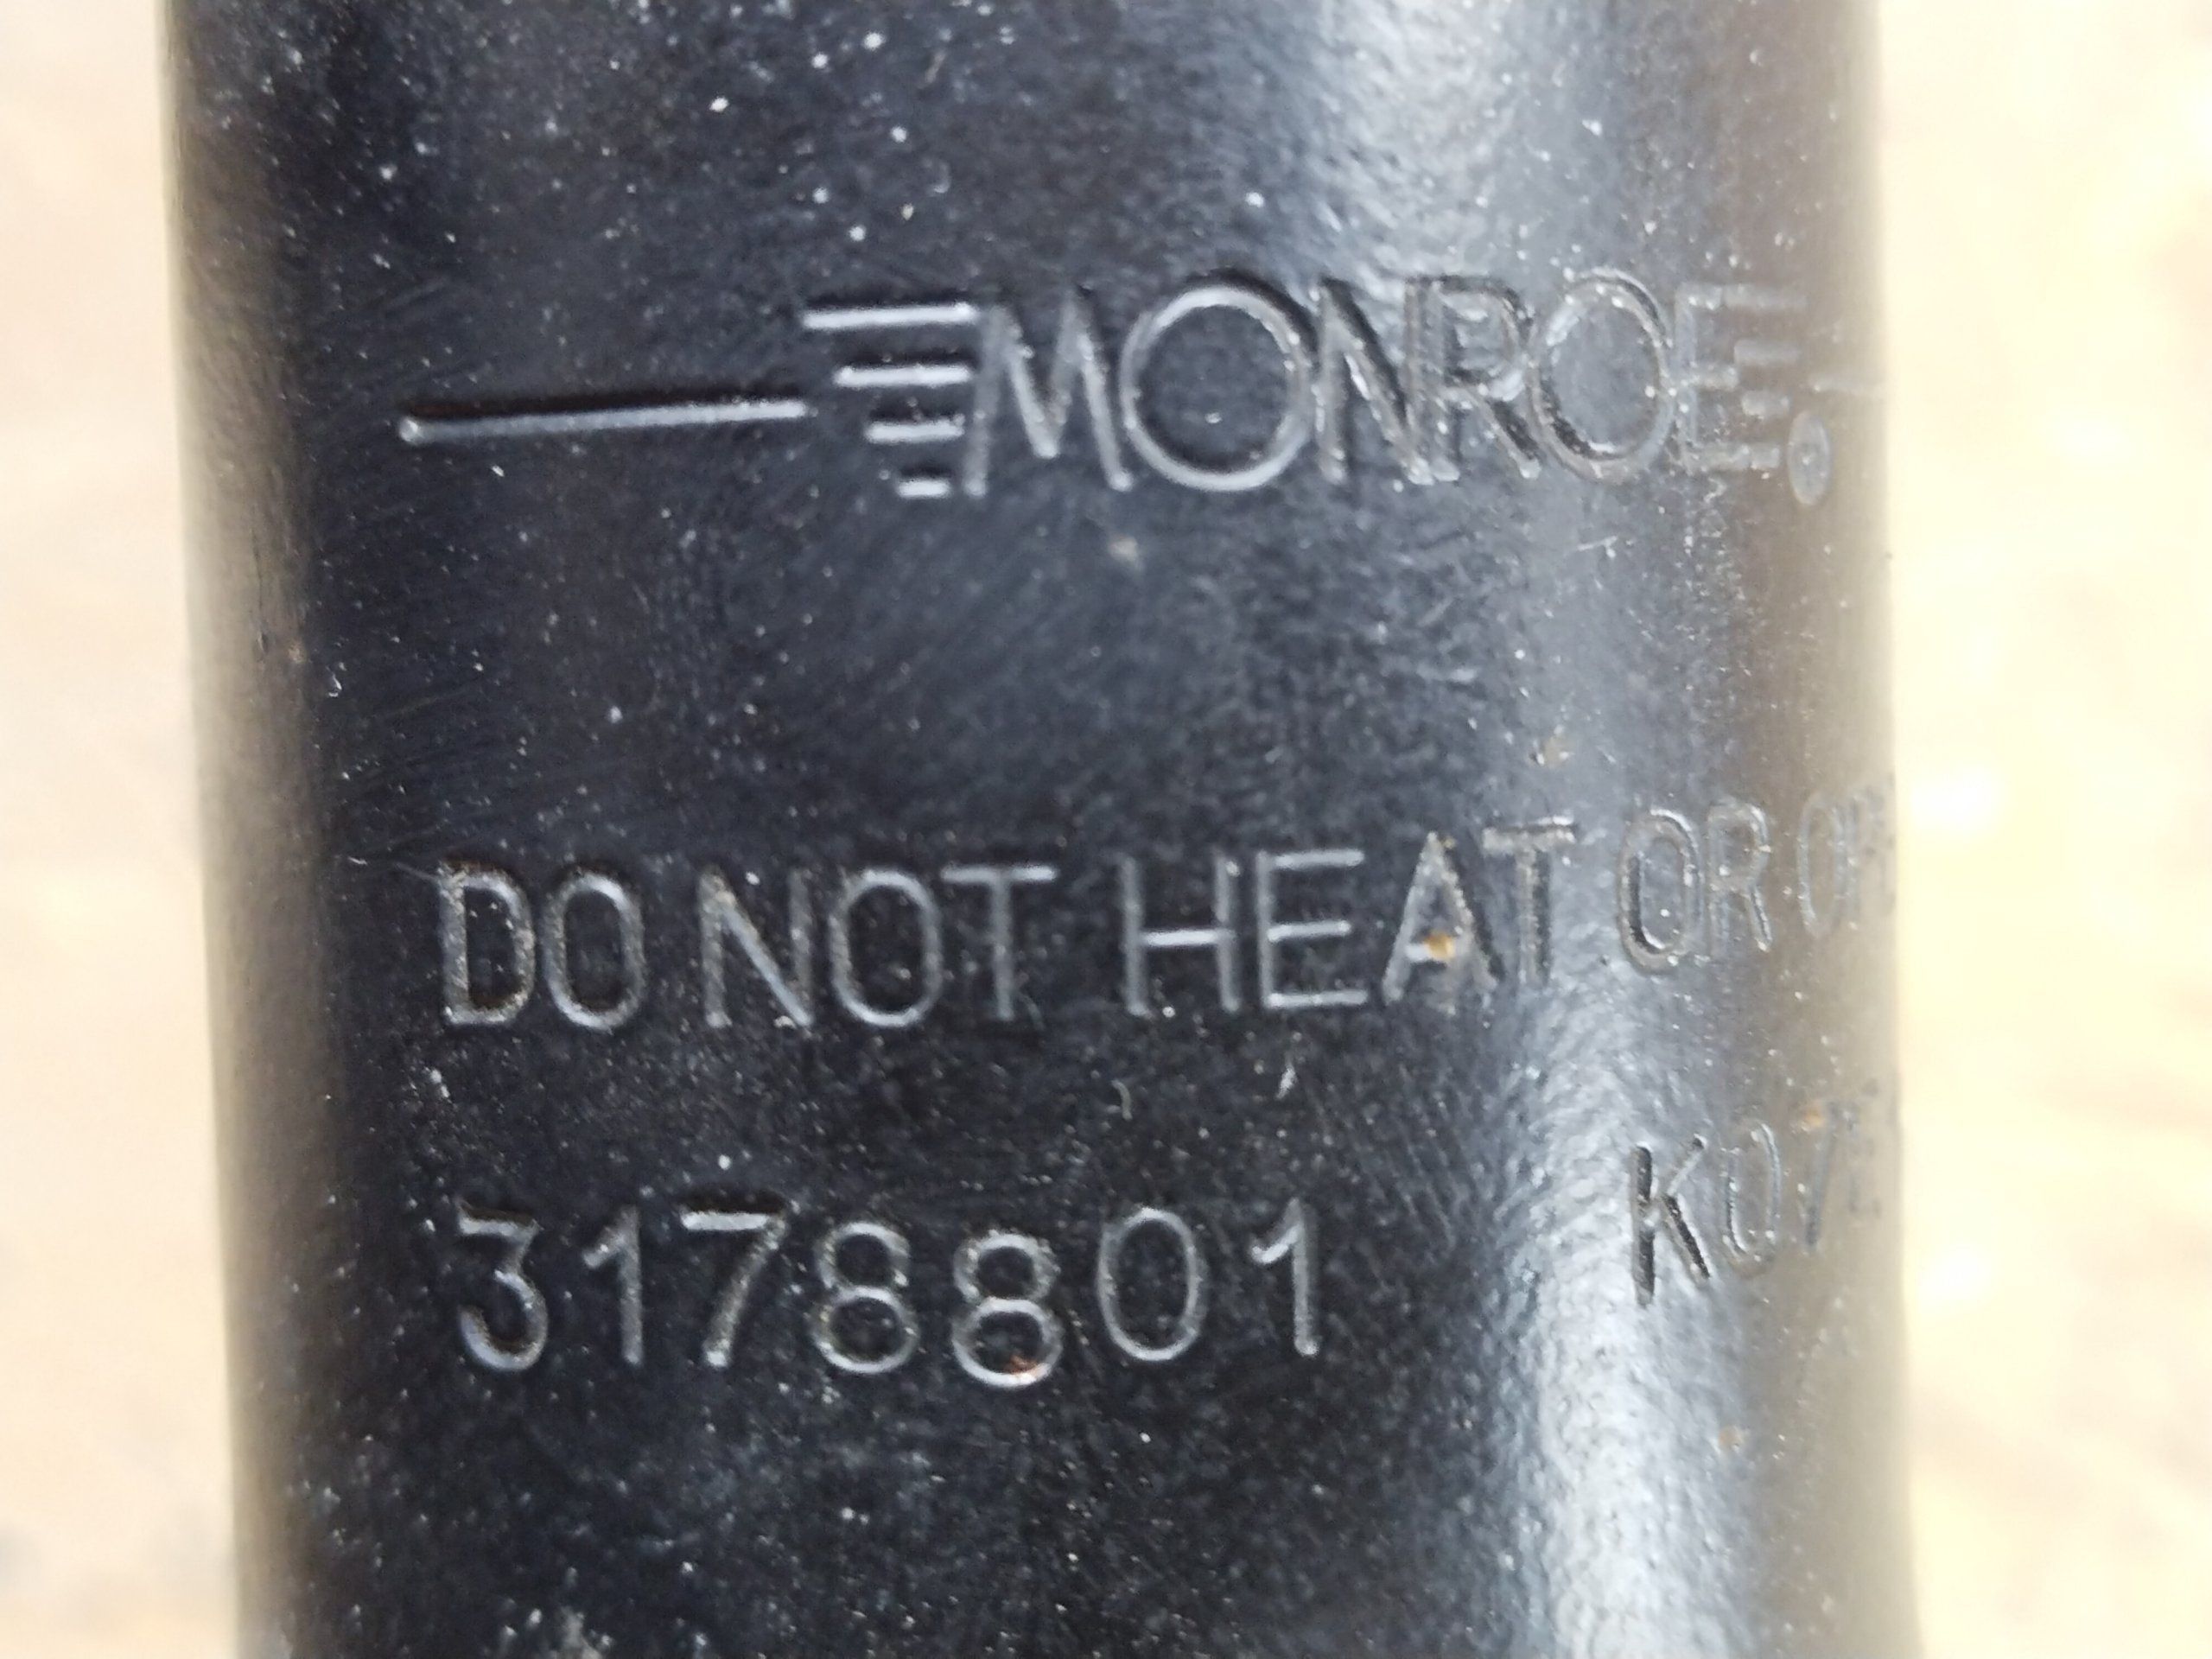 MONROE
DO NOT HEAT OR
3178801